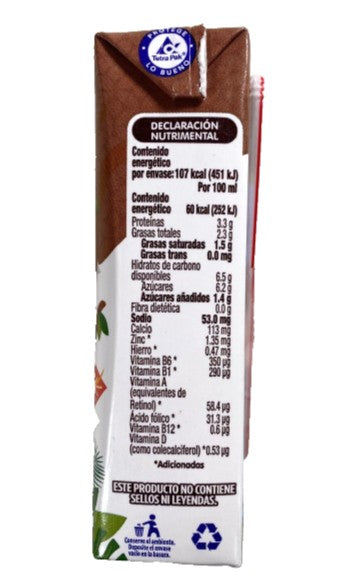 PROTEGE
Tetra Pak®
LO BUENO
DECLARACIÓN
NUTRIMENTAL
Contenido
energético
por envase: 107 kcal (451 kJ)
Por 100 ml
Contenido
energético 60 kcal (252 kJ)
Proteínas 3.3 g
Grasas totales 2.3 g
Grasas saturadas 1.5 g
Grasas trans 0.0 mg
Hidratos de carbono
disponibles 6.5 g
Azúcares 6.2 g
Azúcares añadidos 1.4 g
Fibra dietética 0.0 g
Sodio 53.0 mg
Calcio 113 mg
Zinc * 1.35 mg
Hierro * 0.47 mg
Vitamina B6 * 350 µg
Vitamina B1 * 290 µg
Vitamina A
(equivalentes de
Retinol) * 58.4 µg
Ácido fólico * 31.3 µg
Vitamina B12 * 0.6 µg
Vitamina D
(como colecalciferol) *0.53 µg
*Adicionadas
ESTE PRODUCTO NO CONTIENE
SELLOS NI LEYENDAS.
Conserve el ambiente.
Deposite el envase
vacío en la basura.